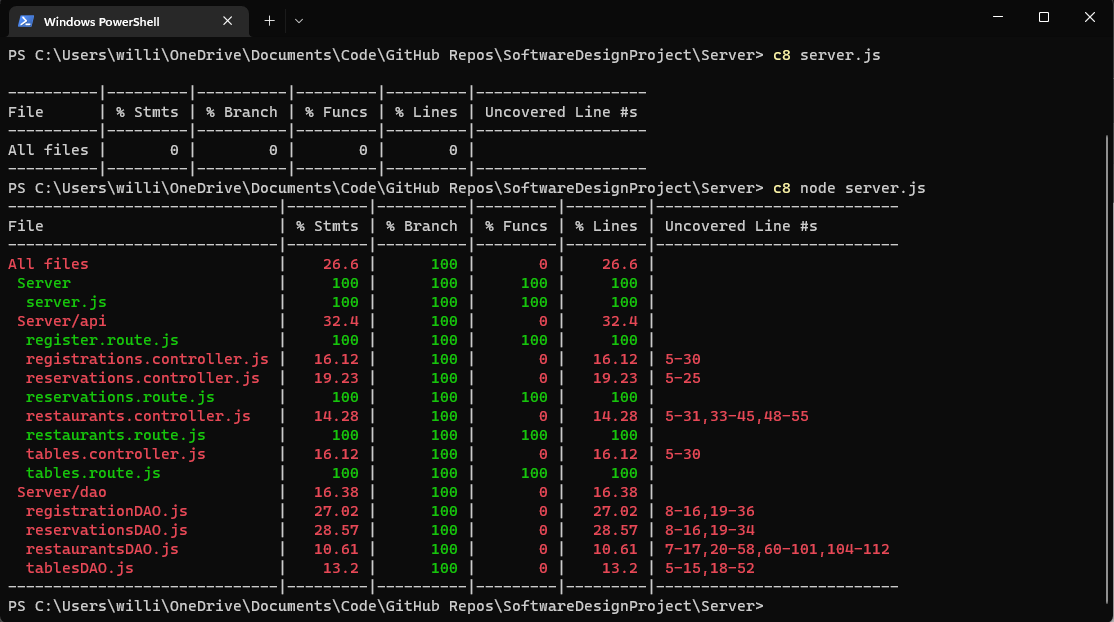 Windows PowerShell
PS C:\Users\willi\OneDrive\Documents\Code\GitHub Repos\SoftwareDesignProject\Server> c8 server.js
----------|---------|----------|---------|---------|-------------------
File      | % Stmts | % Branch | % Funcs | % Lines | Uncovered Line #s
----------|---------|----------|---------|---------|-------------------
All files |       0 |        0 |       0 |       0 |
----------|---------|----------|---------|---------|-------------------
PS C:\Users\willi\OneDrive\Documents\Code\GitHub Repos\SoftwareDesignProject\Server> c8 node server.js
------------------------------|---------|----------|---------|---------|---------------------------
File                          | % Stmts | % Branch | % Funcs | % Lines | Uncovered Line #s
------------------------------|---------|----------|---------|---------|---------------------------
All files                     |    26.6 |      100 |       0 |    26.6 |
 Server                       |     100 |      100 |     100 |     100 |
  server.js                   |     100 |      100 |     100 |     100 |
 Server/api                   |    32.4 |      100 |       0 |    32.4 |
  register.route.js           |     100 |      100 |     100 |     100 |
  registrations.controller.js |   16.12 |      100 |       0 |   16.12 | 5-30
  reservations.controller.js  |   19.23 |      100 |       0 |   19.23 | 5-25
  reservations.route.js       |     100 |      100 |     100 |     100 |
  restaurants.controller.js   |   14.28 |      100 |       0 |   14.28 | 5-31,33-45,48-55
  restaurants.route.js        |     100 |      100 |     100 |     100 |
  tables.controller.js        |   16.12 |      100 |       0 |   16.12 | 5-30
  tables.route.js             |     100 |      100 |     100 |     100 |
 Server/dao                   |   16.38 |      100 |       0 |   16.38 |
  registrationDAO.js          |   27.02 |      100 |       0 |   27.02 | 8-16,19-36
  reservationsDAO.js          |   28.57 |      100 |       0 |   28.57 | 8-16,19-34
  restaurantsDAO.js           |   10.61 |      100 |       0 |   10.61 | 7-17,20-58,60-101,104-112
  tablesDAO.js                |    13.2 |      100 |       0 |    13.2 | 5-15,18-52
------------------------------|---------|----------|---------|---------|---------------------------
PS C:\Users\willi\OneDrive\Documents\Code\GitHub Repos\SoftwareDesignProject\Server>